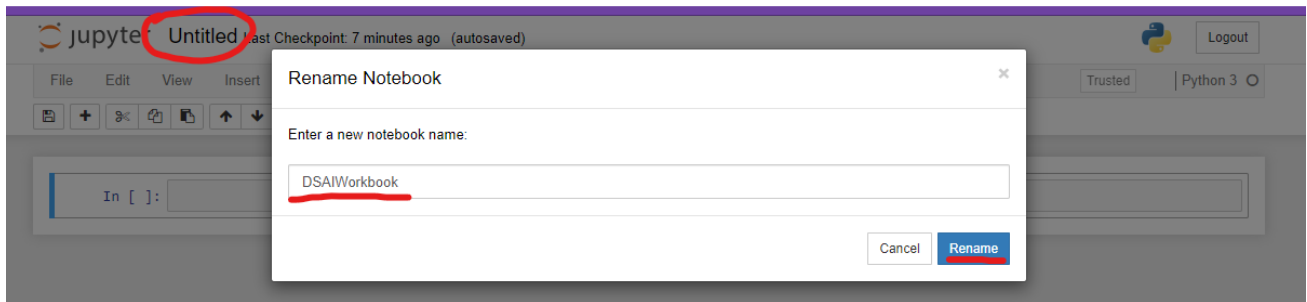 jupyter Untitled Last Checkpoint: 7 minutes ago (autosaved)
Logout
File Edit View Insert
Trusted
Python 3
Rename Notebook
×
Enter a new notebook name:
DSAIWorkbook
In [ ]:
Cancel Rename